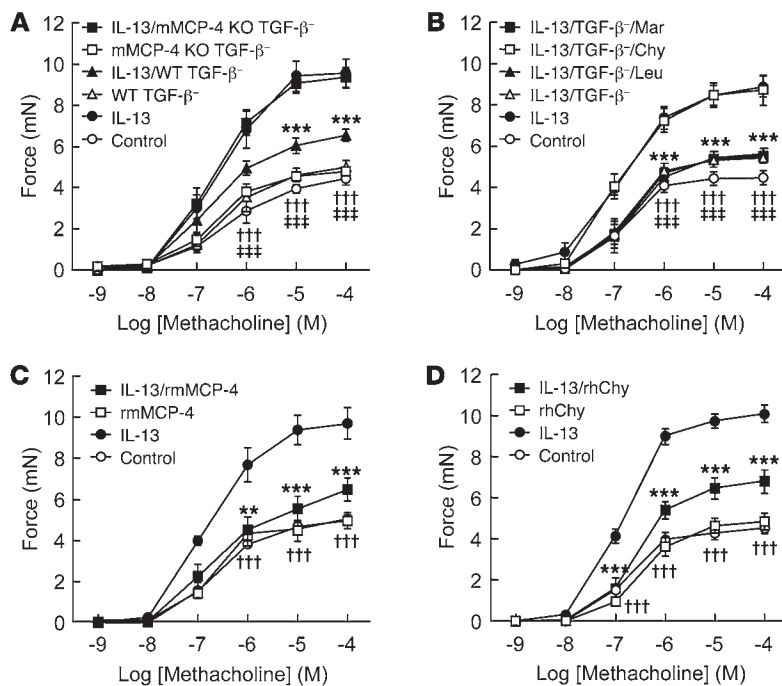 A
IL-13/mMCP-4 KO TGF-β⁻
mMCP-4 KO TGF-β⁻
IL-13/WT TGF-β⁻
WT TGF-β⁻
IL-13
Control
Force (mN)
10
8
6
4
2
0
*** ***
††† ††† †††
‡‡‡ ‡‡‡ ‡‡‡
-9 -8 -7 -6 -5 -4
Log [Methacholine] (M)
B
IL-13/TGF-β⁻/Mar
IL-13/TGF-β⁻/Chy
IL-13/TGF-β⁻/Leu
IL-13/TGF-β⁻
IL-13
Control
Force (mN)
10
8
6
4
2
0
*** *** ***
††† ††† †††
‡‡‡ ‡‡‡ ‡‡‡
-9 -8 -7 -6 -5 -4
Log [Methacholine] (M)
C
IL-13/rmMCP-4
rmMCP-4
IL-13
Control
Force (mN)
12
10
8
6
4
2
0
** *** ***
††† ††† †††
-9 -8 -7 -6 -5 -4
Log [Methacholine] (M)
D
IL-13/rhChy
rhChy
IL-13
Control
Force (mN)
12
10
8
6
4
2
0
*** *** *** ***
††† ††† ††† †††
-9 -8 -7 -6 -5 -4
Log [Methacholine] (M)